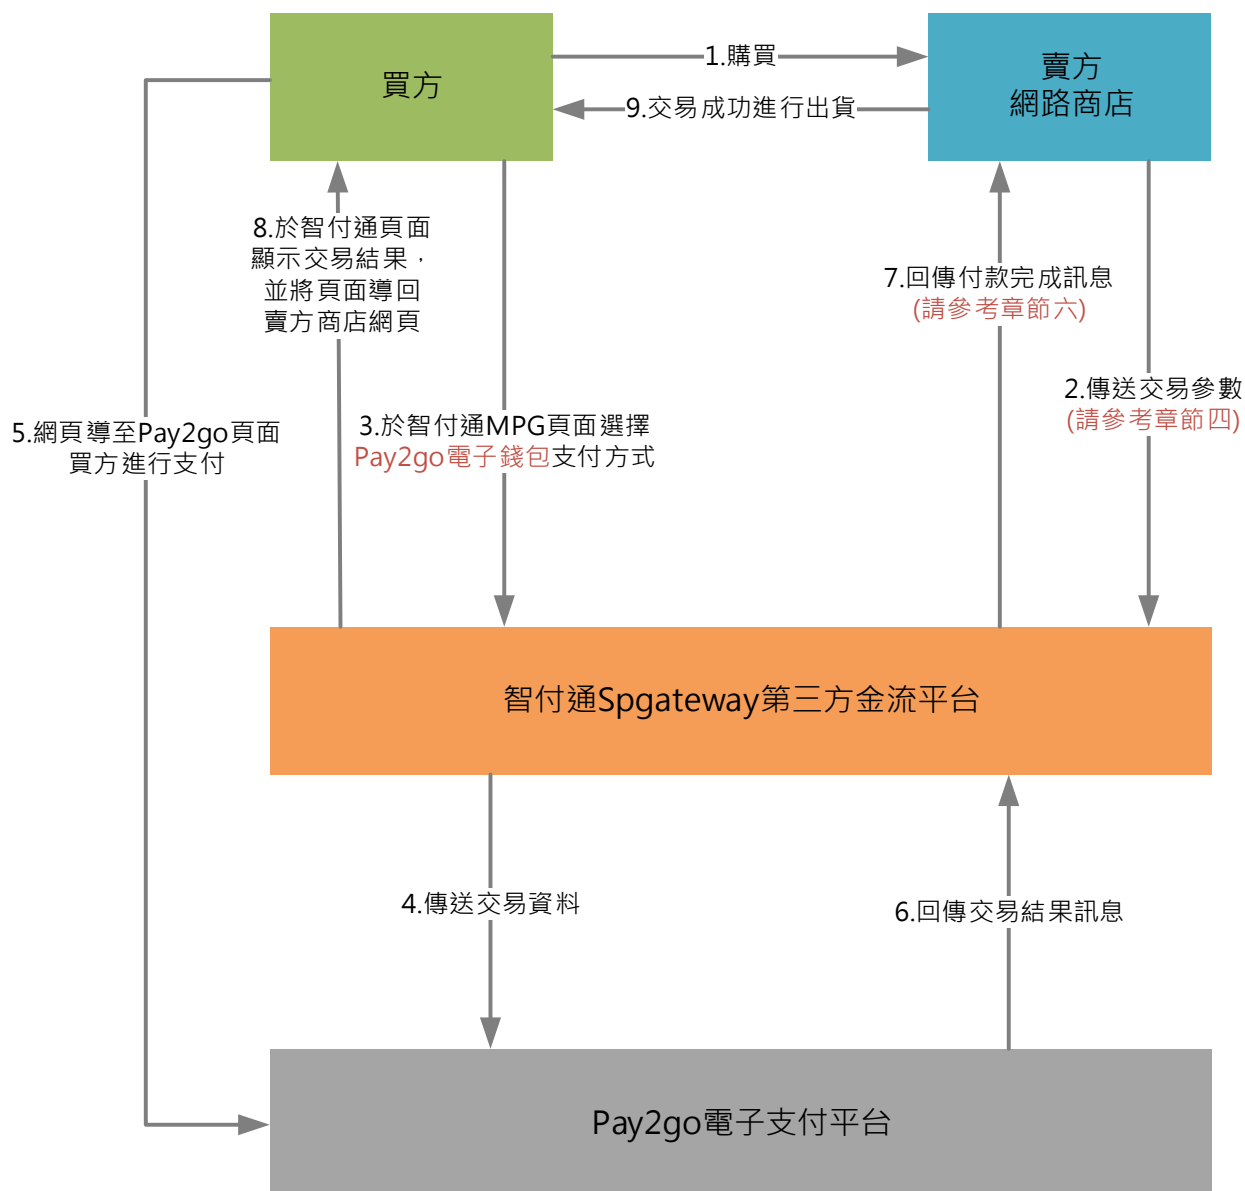 買方
1.購買
賣方
網路商店
9.交易成功進行出貨
8.於智付通頁面
顯示交易結果，
並將頁面導回
賣方商店網頁
7.回傳付款完成訊息
(請參考章節六)
2.傳送交易參數
(請參考章節四)
5.網頁導至Pay2go頁面
買方進行支付
3.於智付通MPG頁面選擇
Pay2go電子錢包支付方式
智付通Spgateway第三方金流平台
4.傳送交易資料
6.回傳交易結果訊息
Pay2go電子支付平台